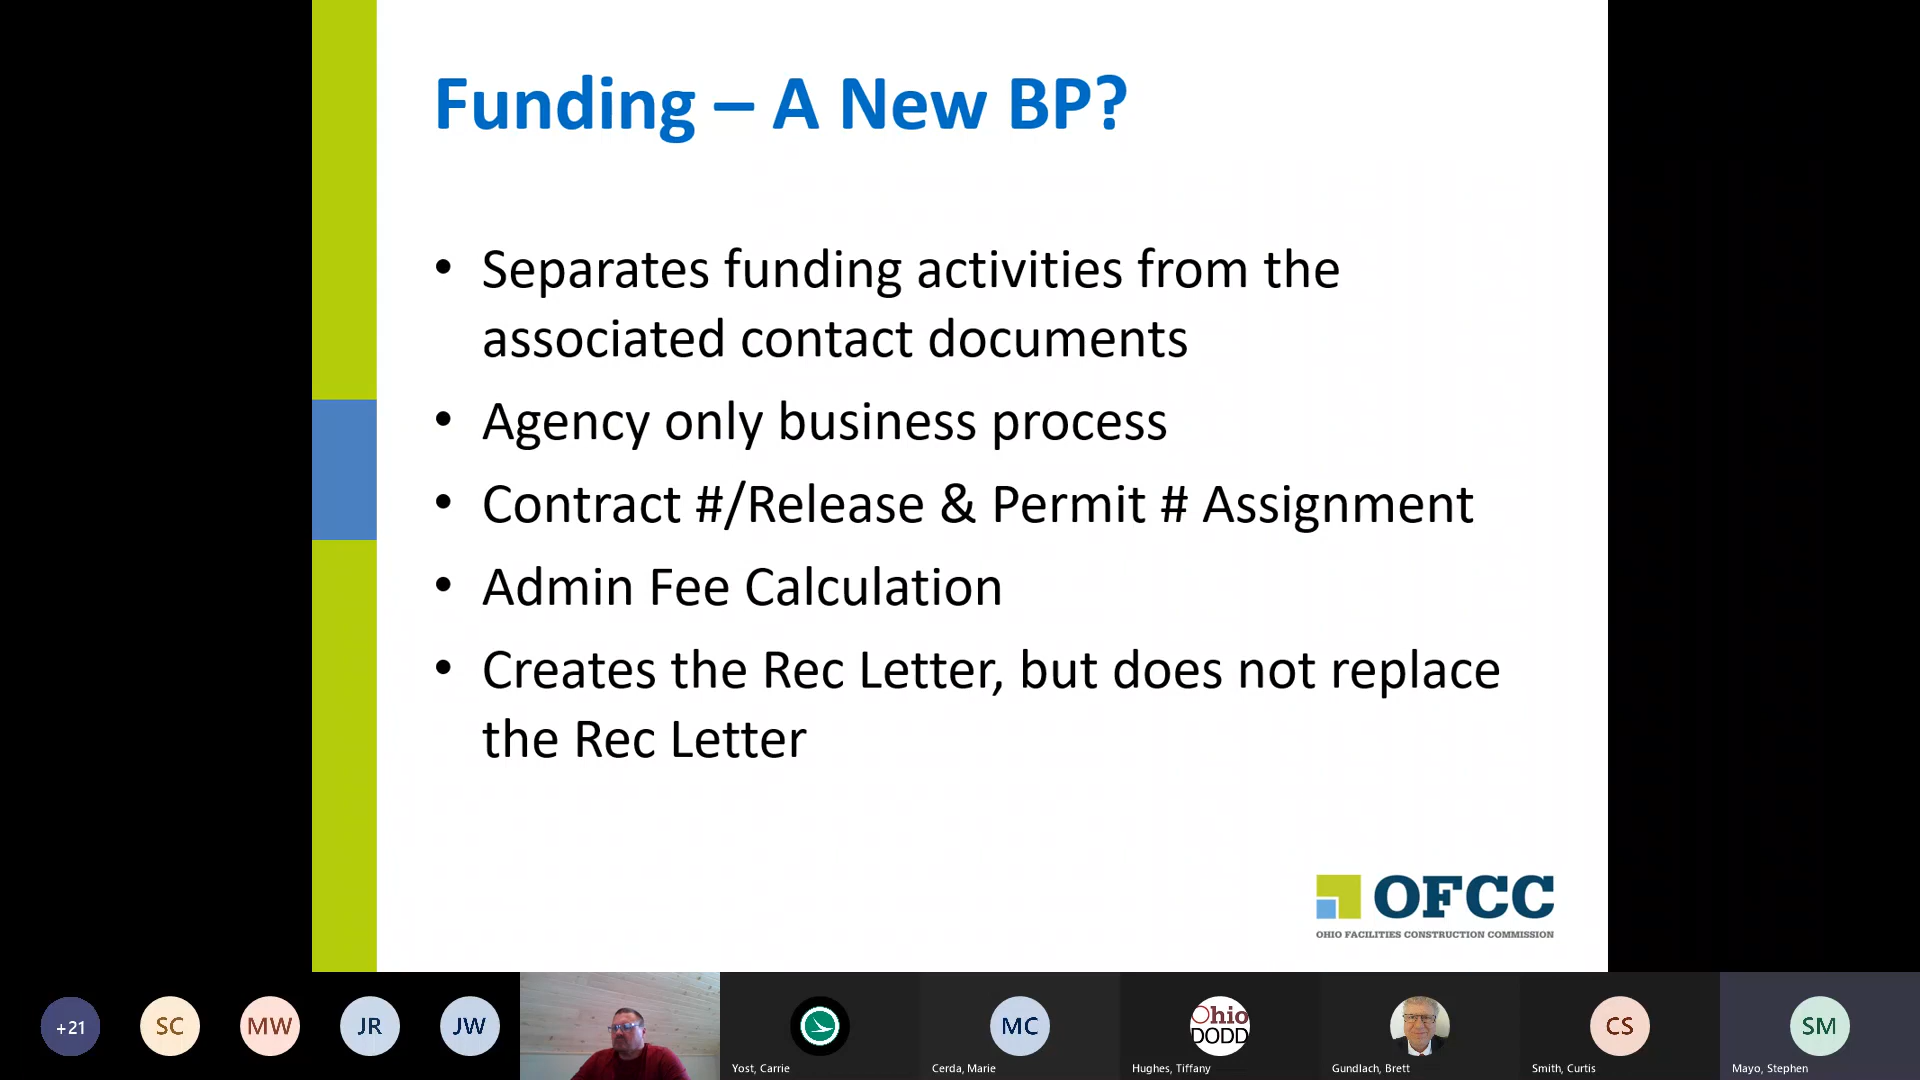 Funding – A New BP?
• Separates funding activities from the
associated contact documents
• Agency only business process
• Contract #/Release & Permit # Assignment
• Admin Fee Calculation
• Creates the Rec Letter, but does not replace
the Rec Letter
OFCC
OHIO FACILITIES CONSTRUCTION COMMISSION
+21
SC
MW
JR
JW
MC
Ohio
DODD
CS
SM
Yost, Carrie
Cerda, Marie
Hughes, Tiffany
Gundlach, Brett
Smith, Curtis
Mayo, Stephen